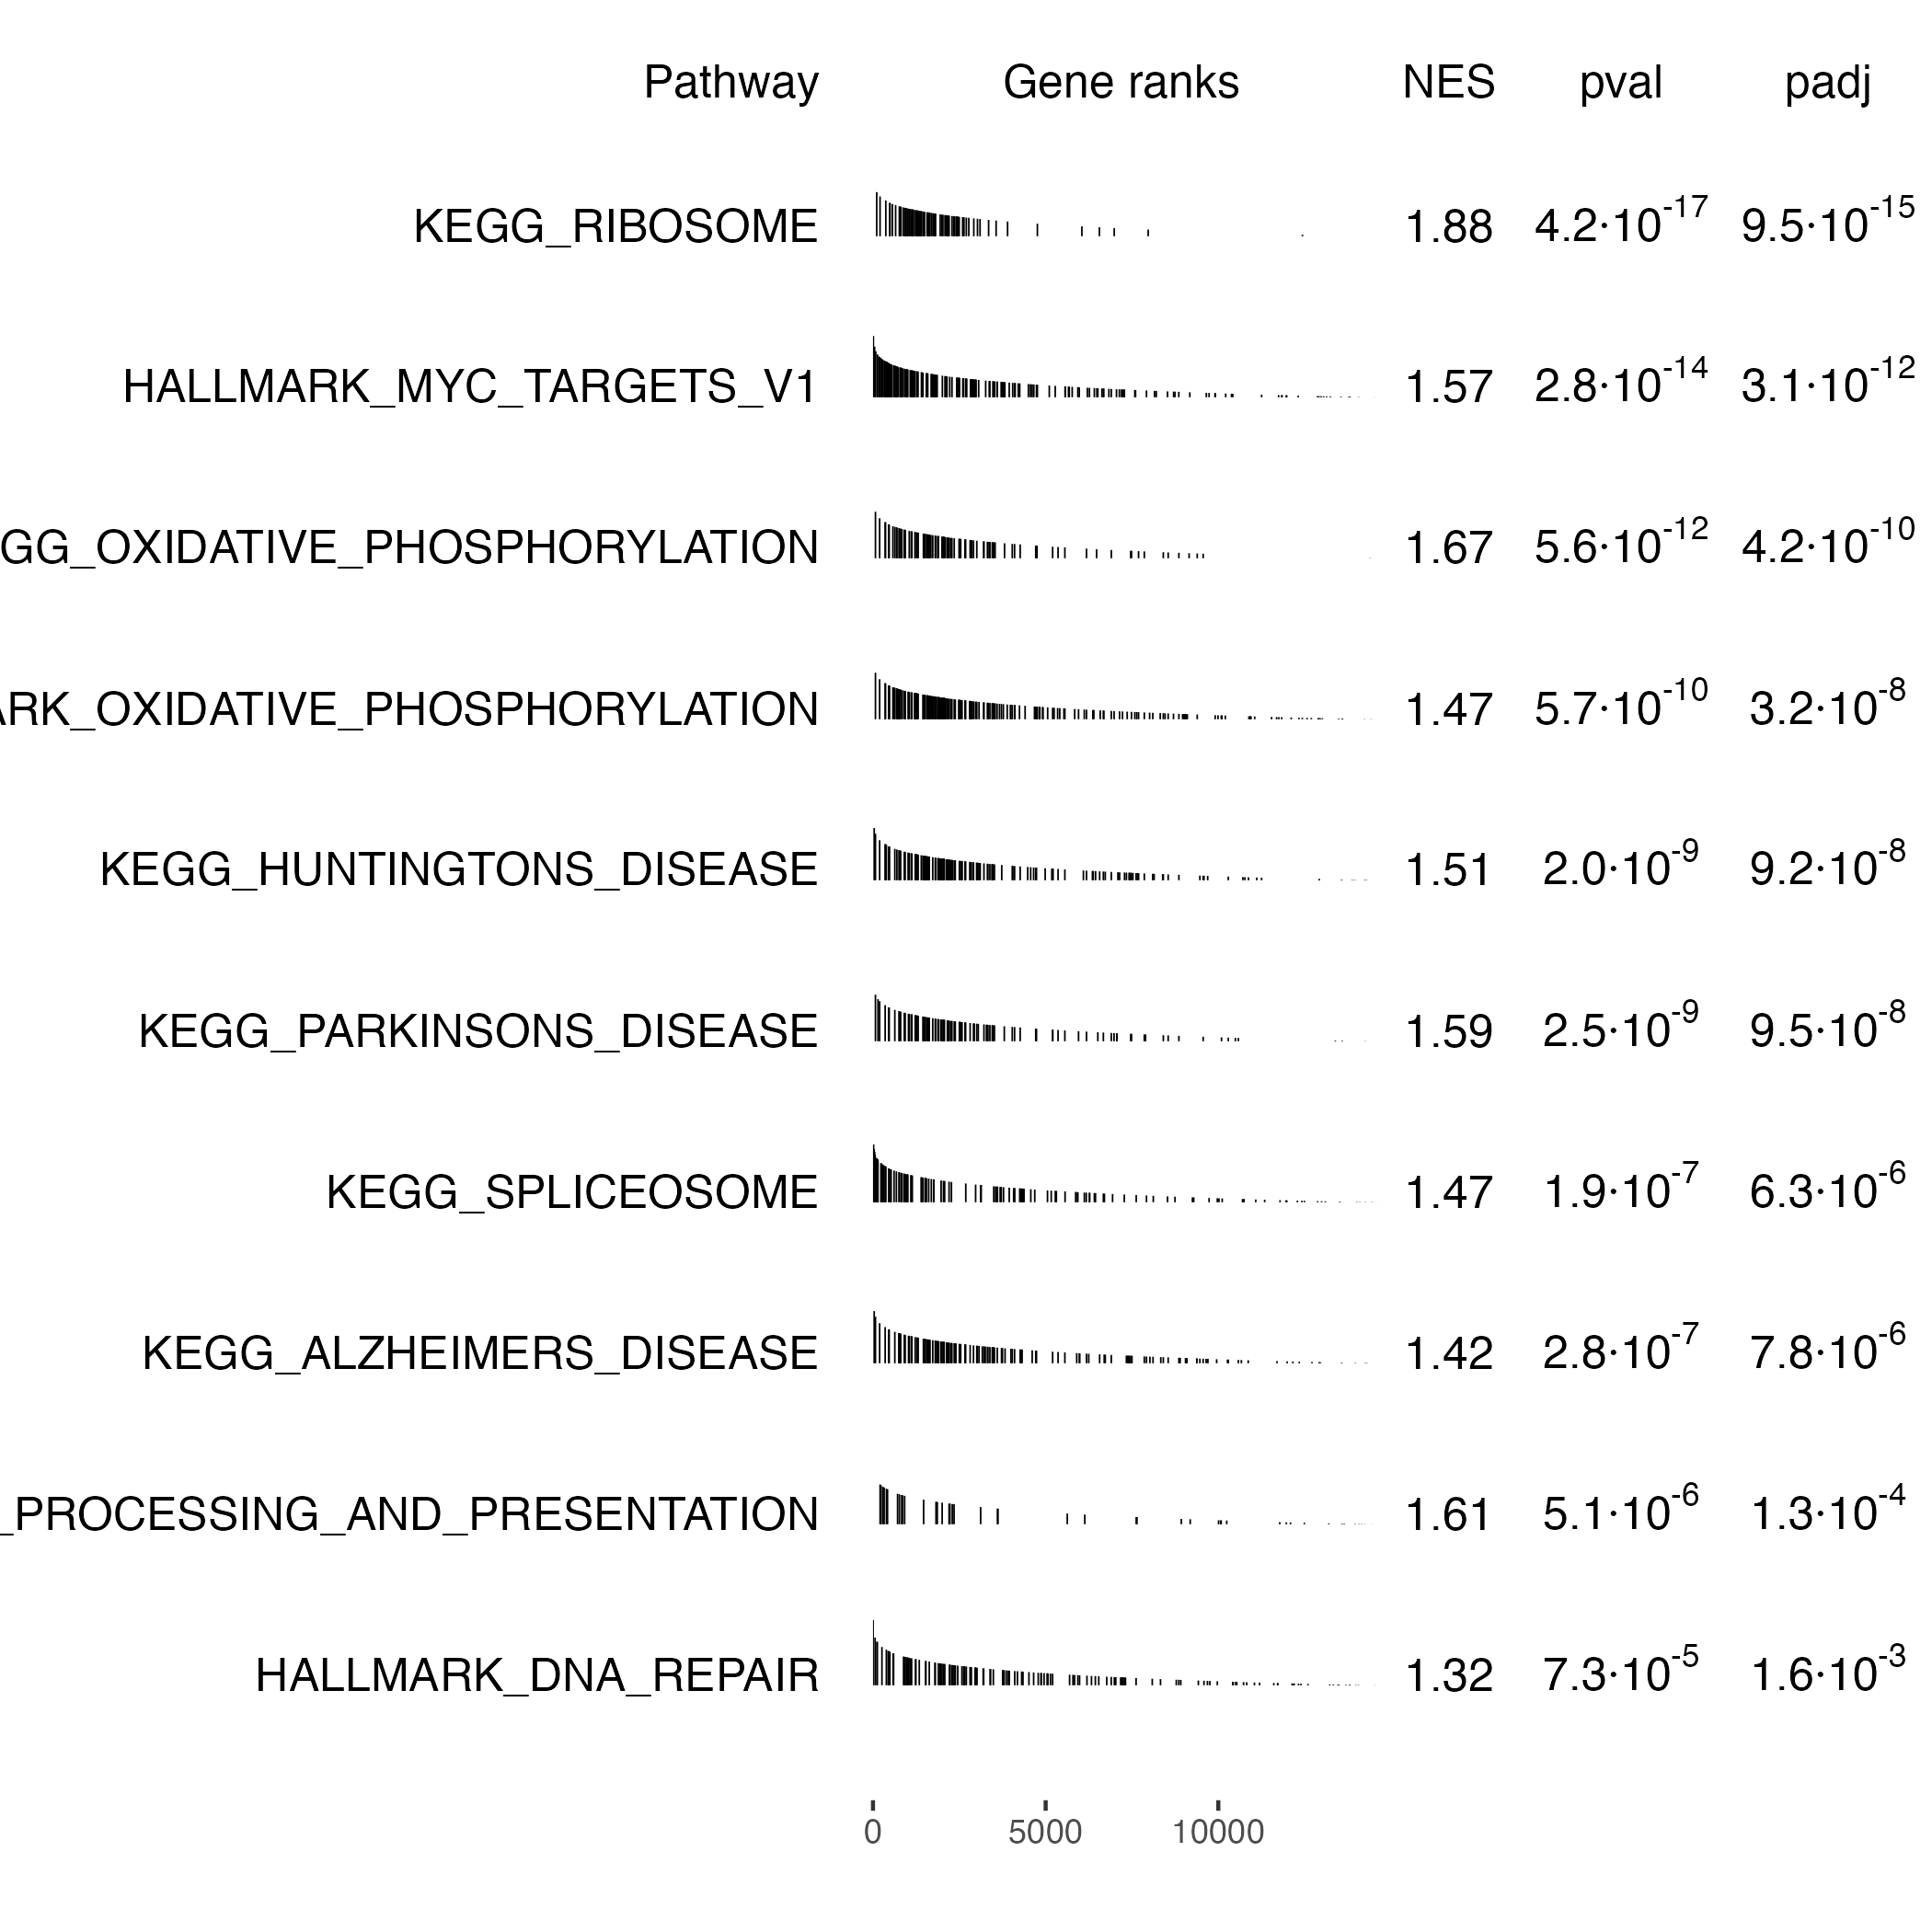 Pathway Gene ranks NES pval padj
KEGG_RIBOSOME 1.88 4.2·10^-17 9.5·10^-15
HALLMARK_MYC_TARGETS_V1 1.57 2.8·10^-14 3.1·10^-12
GG_OXIDATIVE_PHOSPHORYLATION 1.67 5.6·10^-12 4.2·10^-10
ARK_OXIDATIVE_PHOSPHORYLATION 1.47 5.7·10^-10 3.2·10^-8
KEGG_HUNTINGTONS_DISEASE 1.51 2.0·10^-9 9.2·10^-8
KEGG_PARKINSONS_DISEASE 1.59 2.5·10^-9 9.5·10^-8
KEGG_SPLICEOSOME 1.47 1.9·10^-7 6.3·10^-6
KEGG_ALZHEIMERS_DISEASE 1.42 2.8·10^-7 7.8·10^-6
_PROCESSING_AND_PRESENTATION 1.61 5.1·10^-6 1.3·10^-4
HALLMARK_DNA_REPAIR 1.32 7.3·10^-5 1.6·10^-3
0 5000 10000